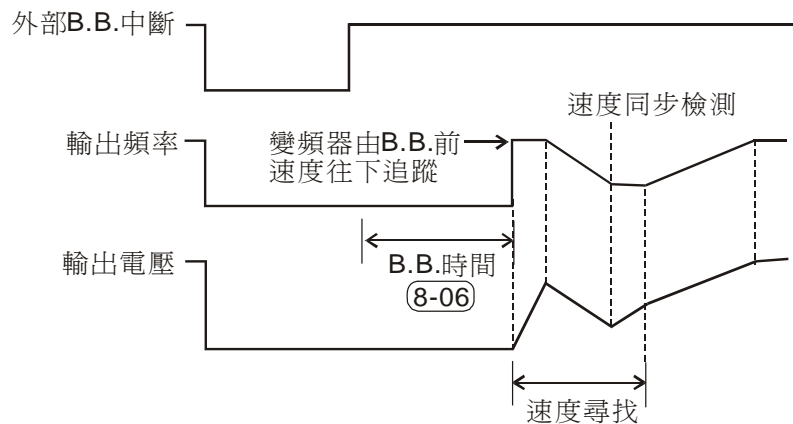 外部B.B.中斷
速度同步檢測
輸出頻率
變頻器由B.B.前
速度往下追蹤
輸出電壓
B.B.時間
8-06
速度尋找